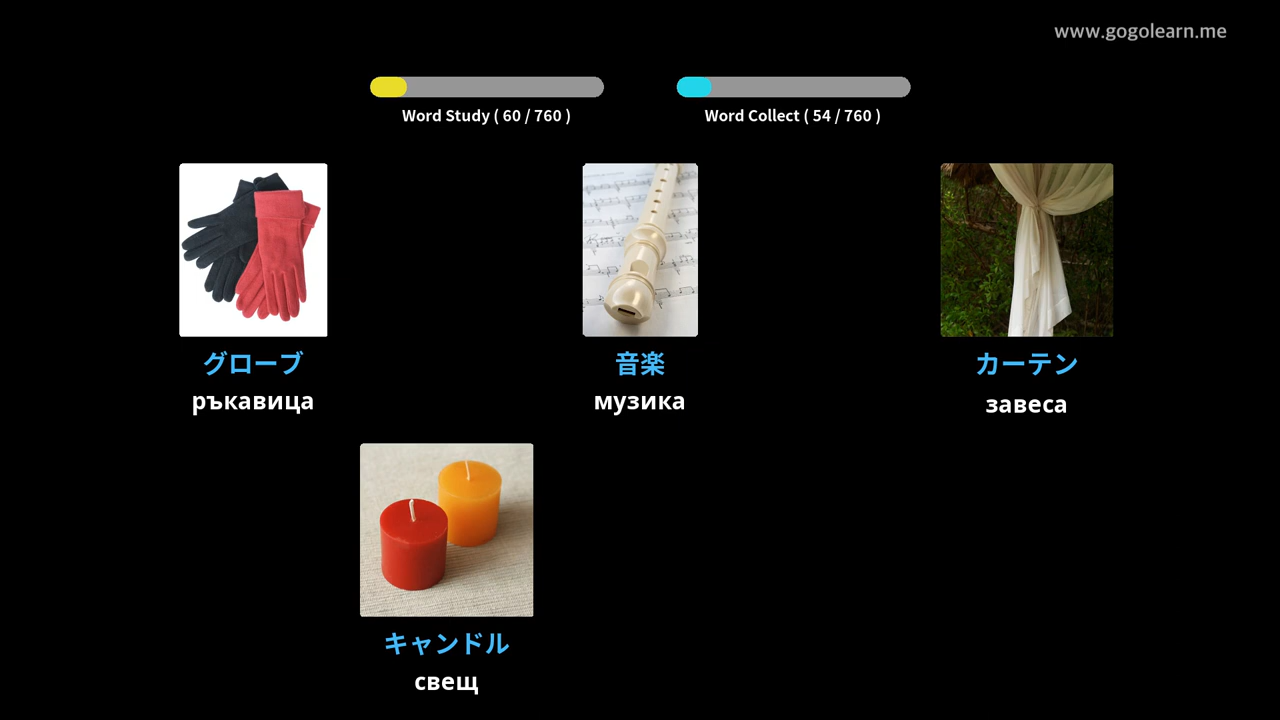 www.gogolearn.me
Word Study ( 60 / 760 )
Word Collect ( 54 / 760 )
グローブ
ръкавица
音楽
музика
カーテン
завеса
キャンドル
свещ